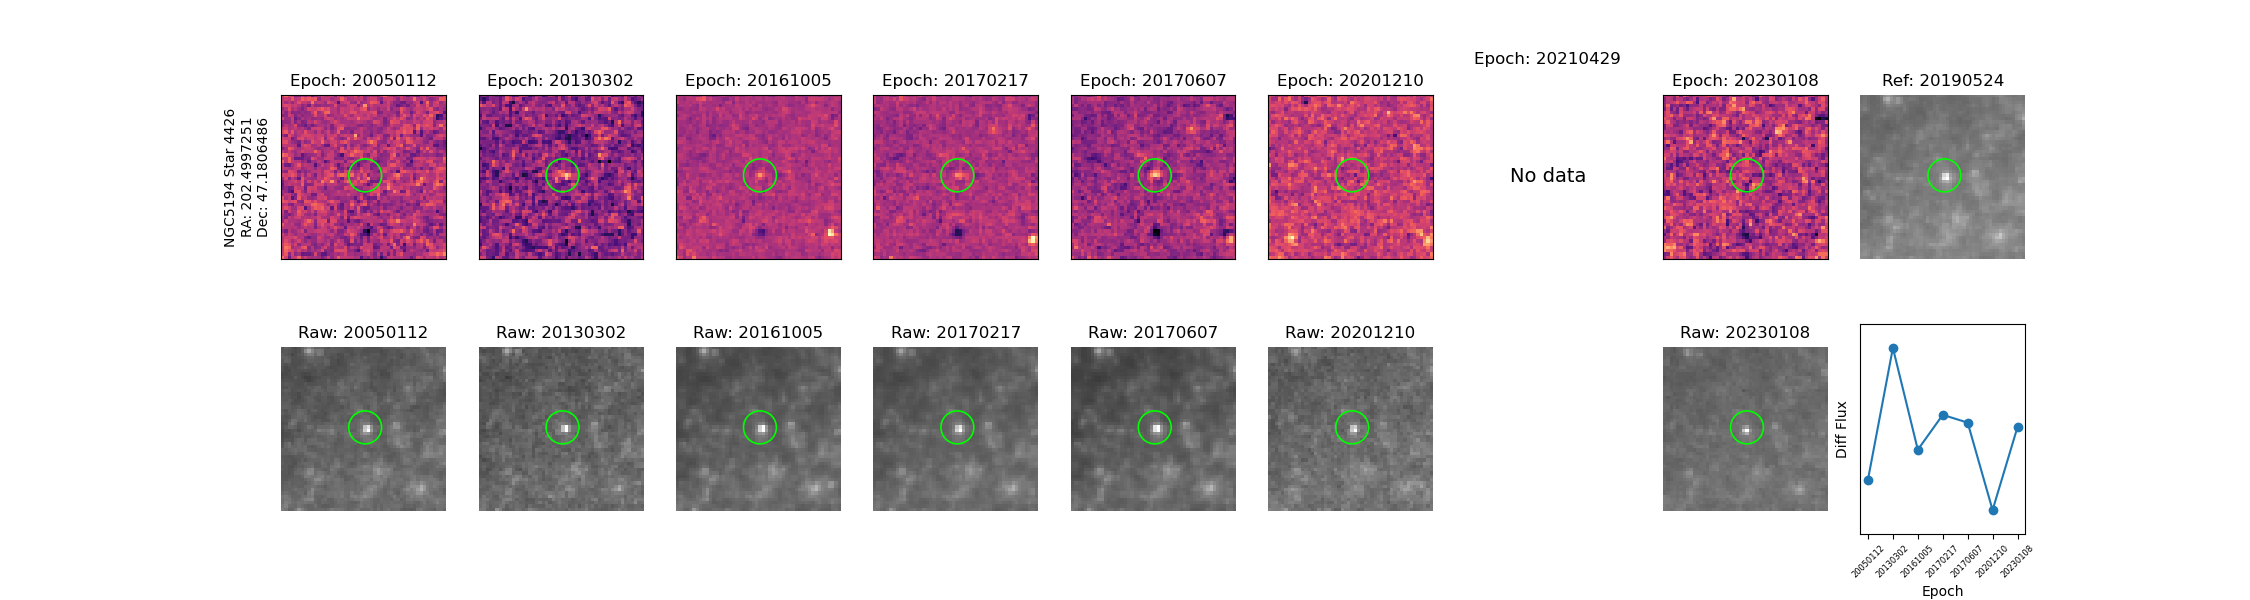 Epoch: 20210429
Epoch: 20050112
Epoch: 20130302
Epoch: 20161005
Epoch: 20170217
Epoch: 20170607
Epoch: 20201210
Epoch: 20230108
Ref: 20190524
NGC5194 Star 4426
RA: 202.4997251
Dec: 47.1806486
No data
Raw: 20050112
Raw: 20130302
Raw: 20161005
Raw: 20170217
Raw: 20170607
Raw: 20201210
Raw: 20230108
Diff Flux
20050112
20130302
20161005
20170217
20170607
20201210
20230108
Epoch